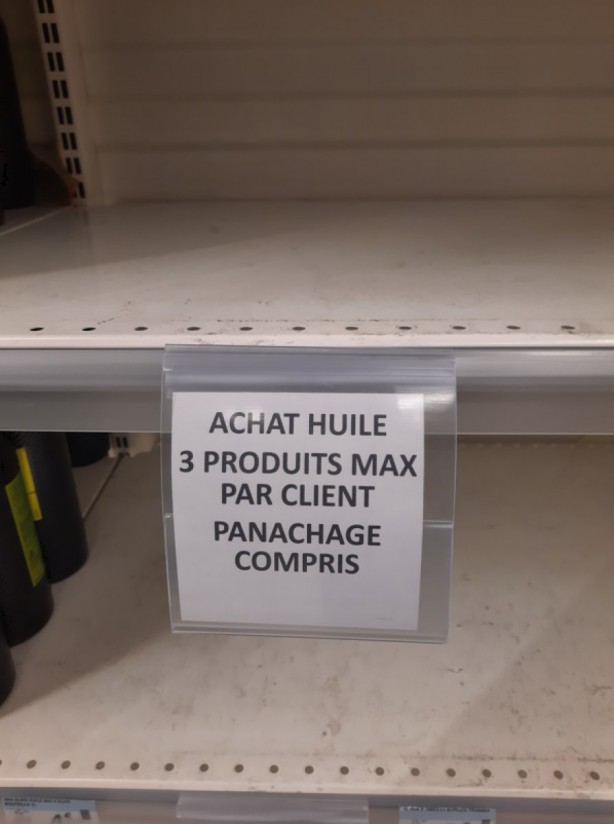 ACHAT HUILE
3 PRODUITS MAX
PAR CLIENT
PANACHAGE
COMPRIS